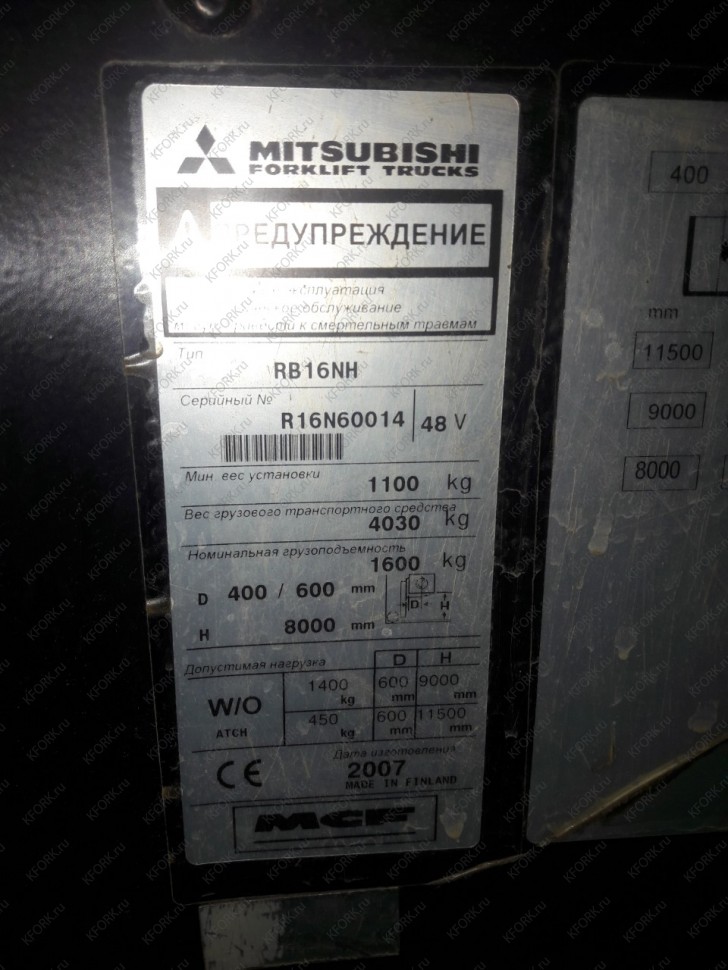 MITSUBISHI
FORKLIFT TRUCKS
ПРЕДУПРЕЖДЕНИЕ
обслуживание
к смертельным травмам
Тип
RB16NH
Серийный №
R16N60014 48 V
Мин. вес установки
1100 kg
Вес грузового транспортного средства
4030 kg
Номинальная грузоподъемность
1600 kg
D 400 / 600 mm
H 8000 mm
D
H
Допустимая нагрузка D H
W/O
ATCH
1400 kg 600 mm 9000 mm
450 kg 600 mm 11500 mm
Дата изготовления
CE 2007
MADE IN FINLAND
MCF
400
mm
11500
9000
8000
KFORK.ru